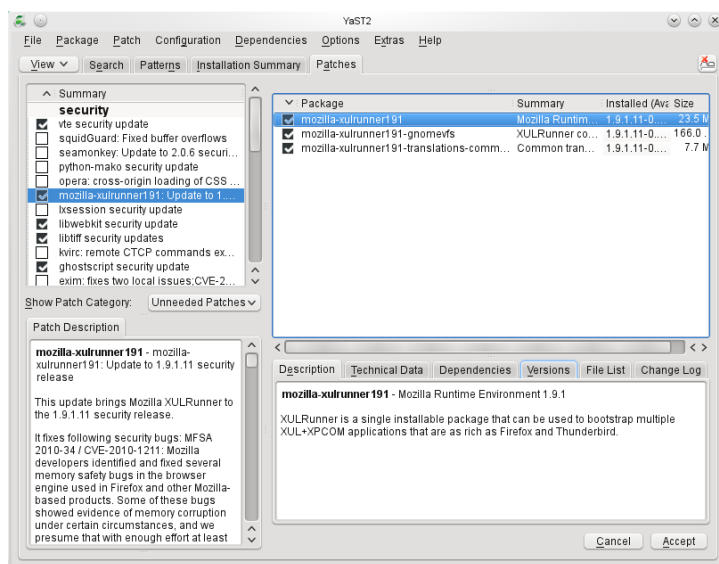 YaST2
File Package Patch Configuration Dependencies Options Extras Help
View Search Patterns Installation Summary Patches
Summary
security
vte security update
squidGuard: Fixed buffer overflows
seamonkey: Update to 2.0.6 securi...
python-mako security update
opera: cross-origin loading of CSS ...
mozilla-xulrunner191: Update to 1....
lxsession security update
libwebkit security update
libtiff security updates
kvirc: remote CTCP commands ex...
ghostscript security update
exim: fixes two local issues;CVE-2...
Show Patch Category: Unneeded Patches
Patch Description
mozilla-xulrunner191 - mozilla-
xulrunner191: Update to 1.9.1.11 security
release
This update brings Mozilla XULRunner to
the 1.9.1.11 security release.
It fixes following security bugs: MFSA
2010-34 / CVE-2010-1211: Mozilla
developers identified and fixed several
memory safety bugs in the browser
engine used in Firefox and other Mozilla-
based products. Some of these bugs
showed evidence of memory corruption
under certain circumstances, and we
presume that with enough effort at least
Package Summary Installed (Ava Size
mozilla-xulrunner191 Mozilla Runtim... 1.9.1.11-0.... 23.5 M
mozilla-xulrunner191-gnomevfs XULRunner co... 1.9.1.11-0.... 166.0 .
mozilla-xulrunner191-translations-comm... Common tran... 1.9.1.11-0.... 7.7 M
Description Technical Data Dependencies Versions File List Change Log
mozilla-xulrunner191 - Mozilla Runtime Environment 1.9.1
XULRunner is a single installable package that can be used to bootstrap multiple
XUL+XPCOM applications that are as rich as Firefox and Thunderbird.
Cancel Accept